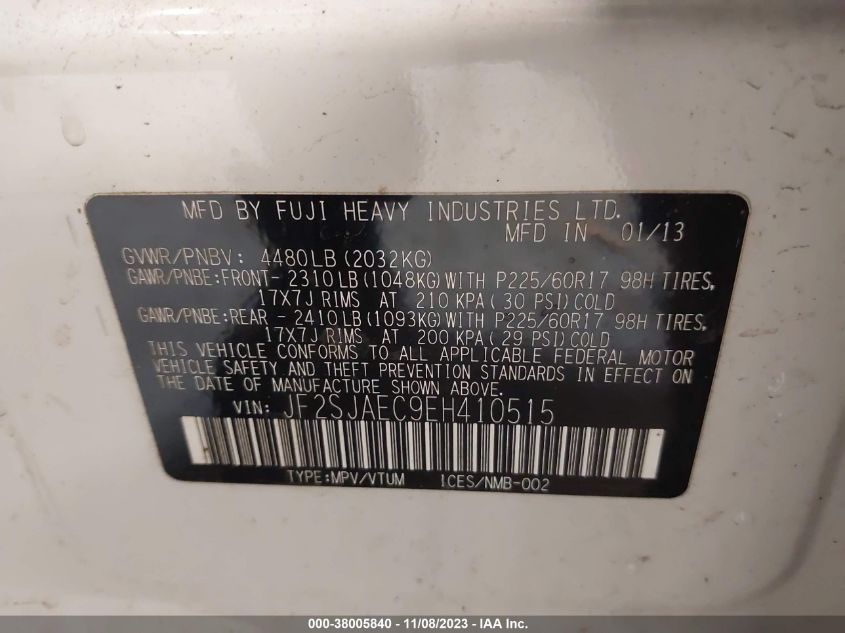 MFD BY FUJI HEAVY INDUSTRIES LTD.
MFD IN 01/13
GVWR/PNBV: 4480LB(2032KG)
GAWR/PNBE:FRONT- 2310LB(1048KG)WITH P225/60R17 98H TIRES,
17X7J RIMS AT 210 KPA( 30 PSI)COLD
GAWR/PNBE:REAR - 2410LB(1093KG)WITH P225/60R17 98H TIRES,
17X7J RIMS AT 200 KPA( 29 PSI)COLD
THIS VEHICLE CONFORMS TO ALL APPLICABLE FEDERAL MOTOR
VEHICLE SAFETY AND THEFT PREVENTION STANDARDS IN EFFECT ON
THE DATE OF MANUFACTURE SHOWN ABOVE.
VIN: JF2SJAEC9EH410515
TYPE:MPV/VTUM ICES/NMB-002
000-38005840 - 11/08/2023 - IAA Inc.